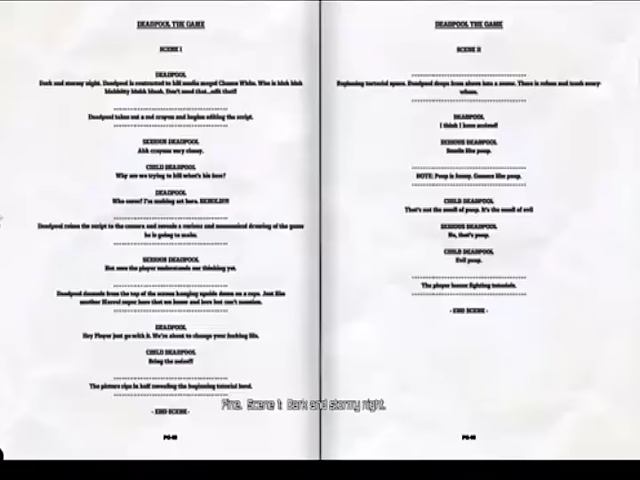 DEADPOOL THE GAME
SCENE I
DEADPOOL
Dark and stormy night. Deadpool is contracted to kill media mogul Chance White. Who is blah blah
blahbitty blahh blaah. Don't need that...edit that!!
Deadpool takes out a red crayon and begins editing the script.
SERIOUS DEADPOOL
Ahh crayons very classy.
CHILD DEADPOOL
Why are we trying to kill what's his face?
DEADPOOL
Who cares? I'm making art here. BEHOLD!!!
Deadpool raises the script to the camera and reveals a curious and nonsensical drawing of the game
he is going to make.
SERIOUS DEADPOOL
Not sure the player understands our thinking yet.
Deadpool descends from the top of the screen hanging upside down on a rope. Just like
another Marvel super hero that we know and love but can't mention.
DEADPOOL
Hey Player just go with it. We're about to change your fucking life.
CHILD DEADPOOL
Bring the noise!!!
The picture rips in half revealing the beginning tutorial level.
- END SCENE -
PG-
DEADPOOL THE GAME
SCENE II
Beginning tutorial space. Deadpool drops from above into a sewer. There is refuse and trash every-
where.
DEADPOOL
I think I have arrived!
SERIOUS DEADPOOL
Smells like poop.
NOTE: Poop is funny. Gamers like poop.
CHILD DEADPOOL
That's not the smell of poop. It's the smell of evil
SERIOUS DEADPOOL
No, that's poop.
CHILD DEADPOOL
Evil poop.
The player learns fighting tutorials.
- END SCENE -
PG-
Fine. Scene 1: Dark and stormy night.